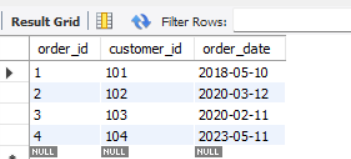 Result Grid Filter Rows:
order_id customer_id order_date
1 101 2018-05-10
2 102 2020-03-12
3 103 2020-02-11
4 104 2023-05-11
NULL NULL NULL